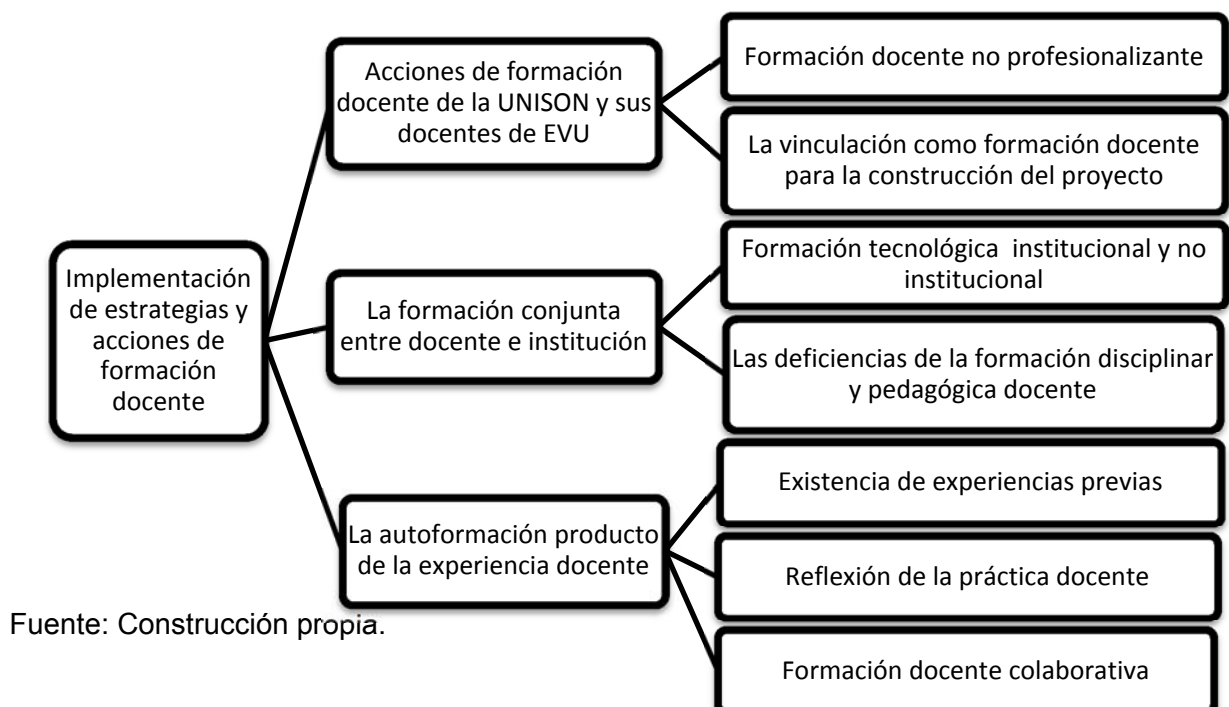 Implementación
de estrategias y
acciones de
formación
docente
Acciones de formación
docente de la UNISON y sus
docentes de EVU
Formación docente no profesionalizante
La vinculación como formación docente
para la construcción del proyecto
La formación conjunta
entre docente e institución
Formación tecnológica  institucional y no
institucional
Las deficiencias de la formación disciplinar
y pedagógica docente
La autoformación producto
de la experiencia docente
Existencia de experiencias previas
Reflexión de la práctica docente
Formación docente colaborativa
Fuente: Construcción propia.